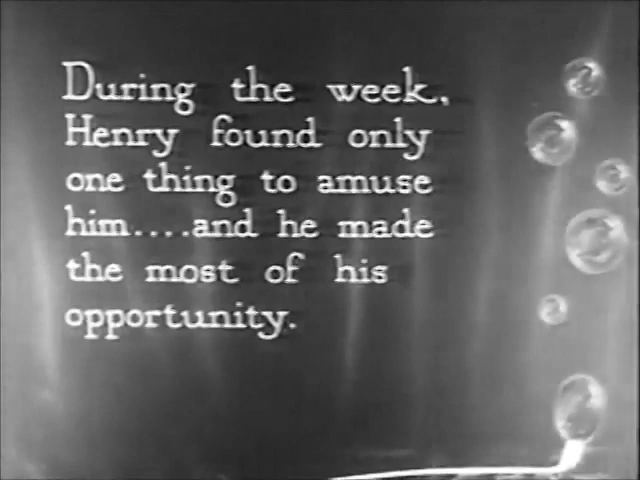 During the week,
Henry found only
one thing to amuse
him....and he made
the most of his
opportunity.